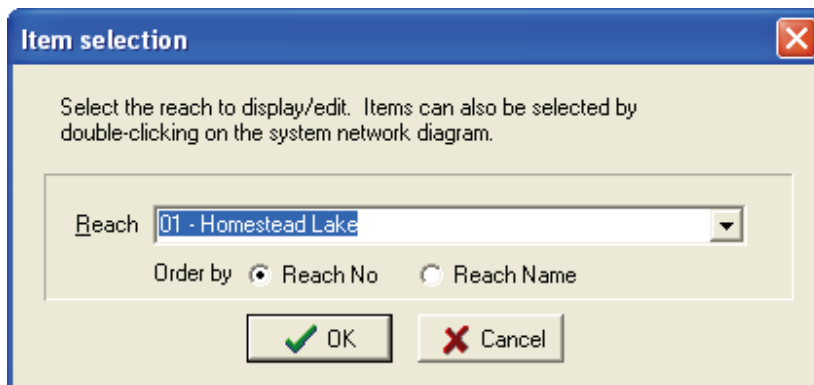 Item selection
Select the reach to display/edit. Items can also be selected by
double-clicking on the system network diagram.
Reach 01 - Homestead Lake
Order by Reach No Reach Name
OK Cancel